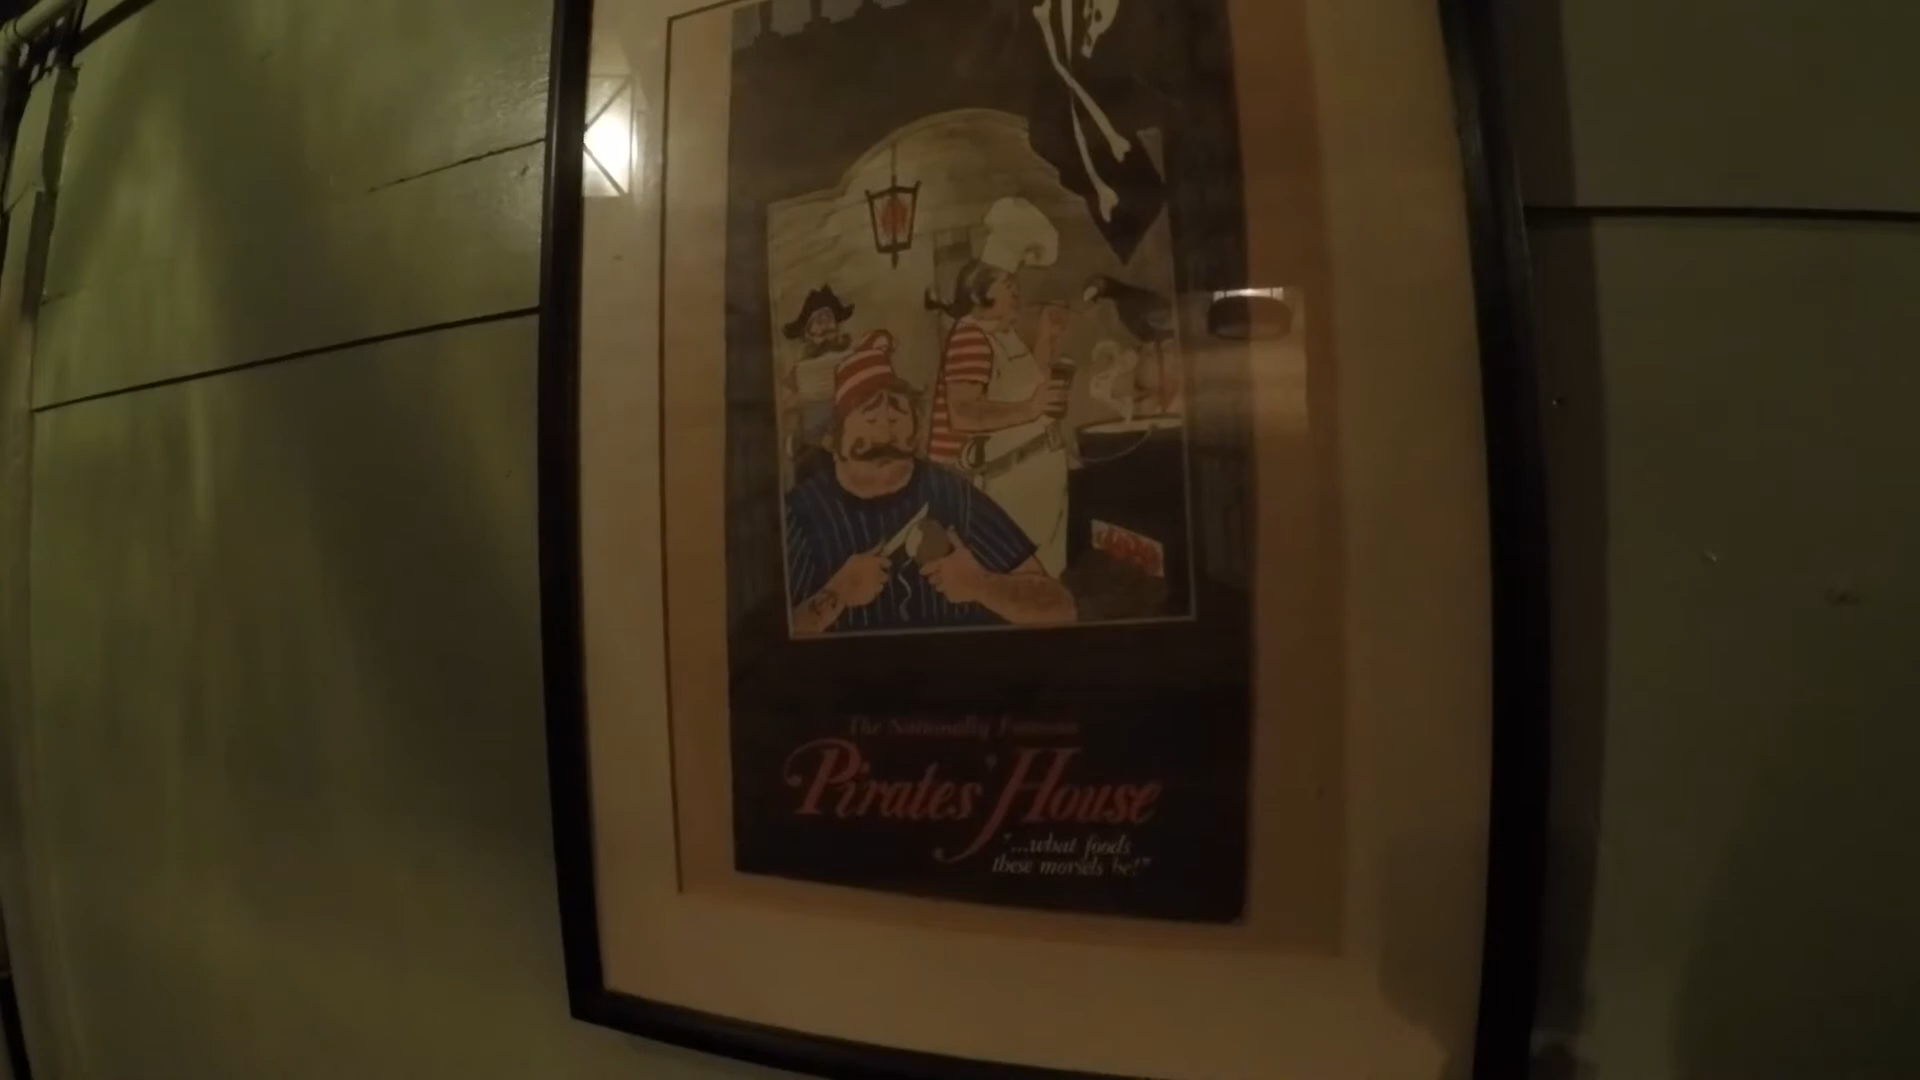 The Nationally Famous
Pirates' House
"...what foods
these morsels be!"